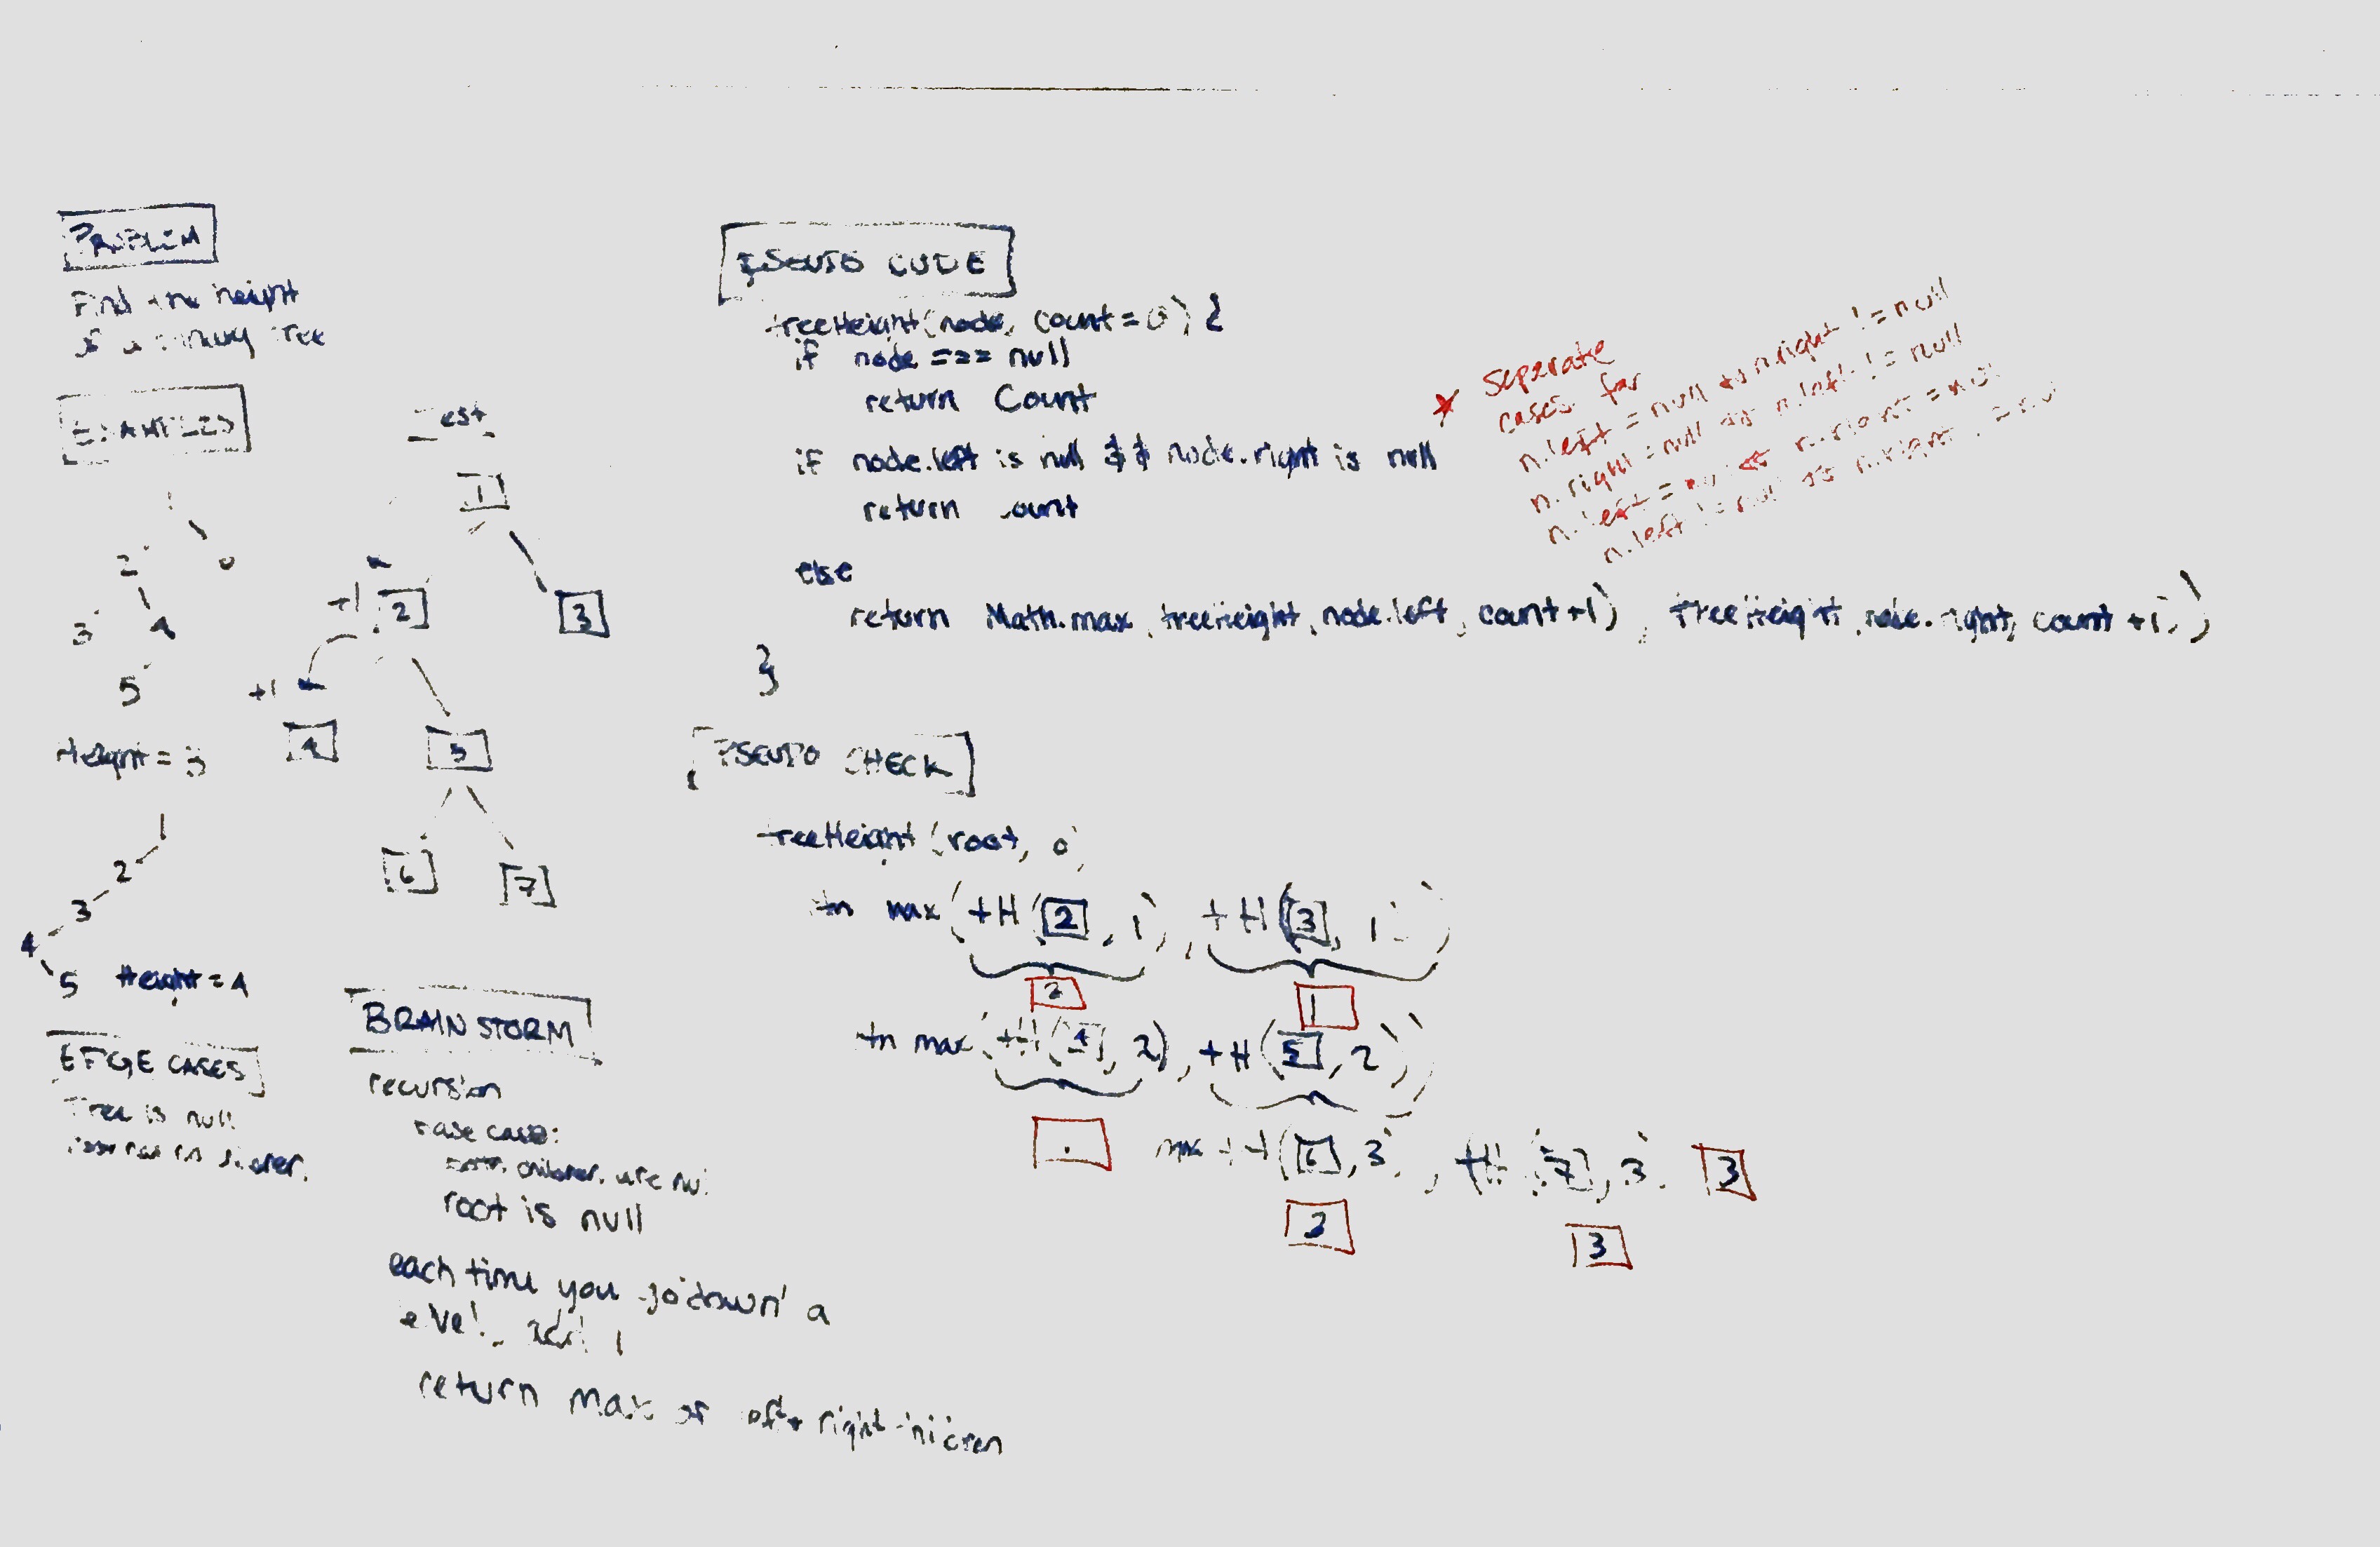 PROBLEM
Find the height
of a binary tree
EXAMPLES
1
2
3 4
5
Height = 3
1
2
3
4
5 Height = 4
EDGE CASES
Tree is null
Test
1
+1 2 3
+1
4 5
6 7
BRAINSTORM
recursion
base case:
both children are null
root is null
each time you go down a
level, add 1
return max of left + right children
PSEUDO CODE
treeHeight(node, count = 0) {
if node === null
return Count
if node.left is null && node.right is null
return count
else
return Math.max(treeHeight(node.left, count+1), treeHeight(node.right, count+1))
}
* Seperate
cases for
n.left = null && n.right != null
n.right = null && n.left != null
n.left = null && n.right = null
n.left != null && n.right != null
PSEUDO CHECK
treeHeight(root, 0)
rtn max(tH(2, 1), tH(3, 1))
2 1
rtn max(tH(4, 2), tH(5, 2))
max tH(6, 3), tH(7, 3) 3
3 3